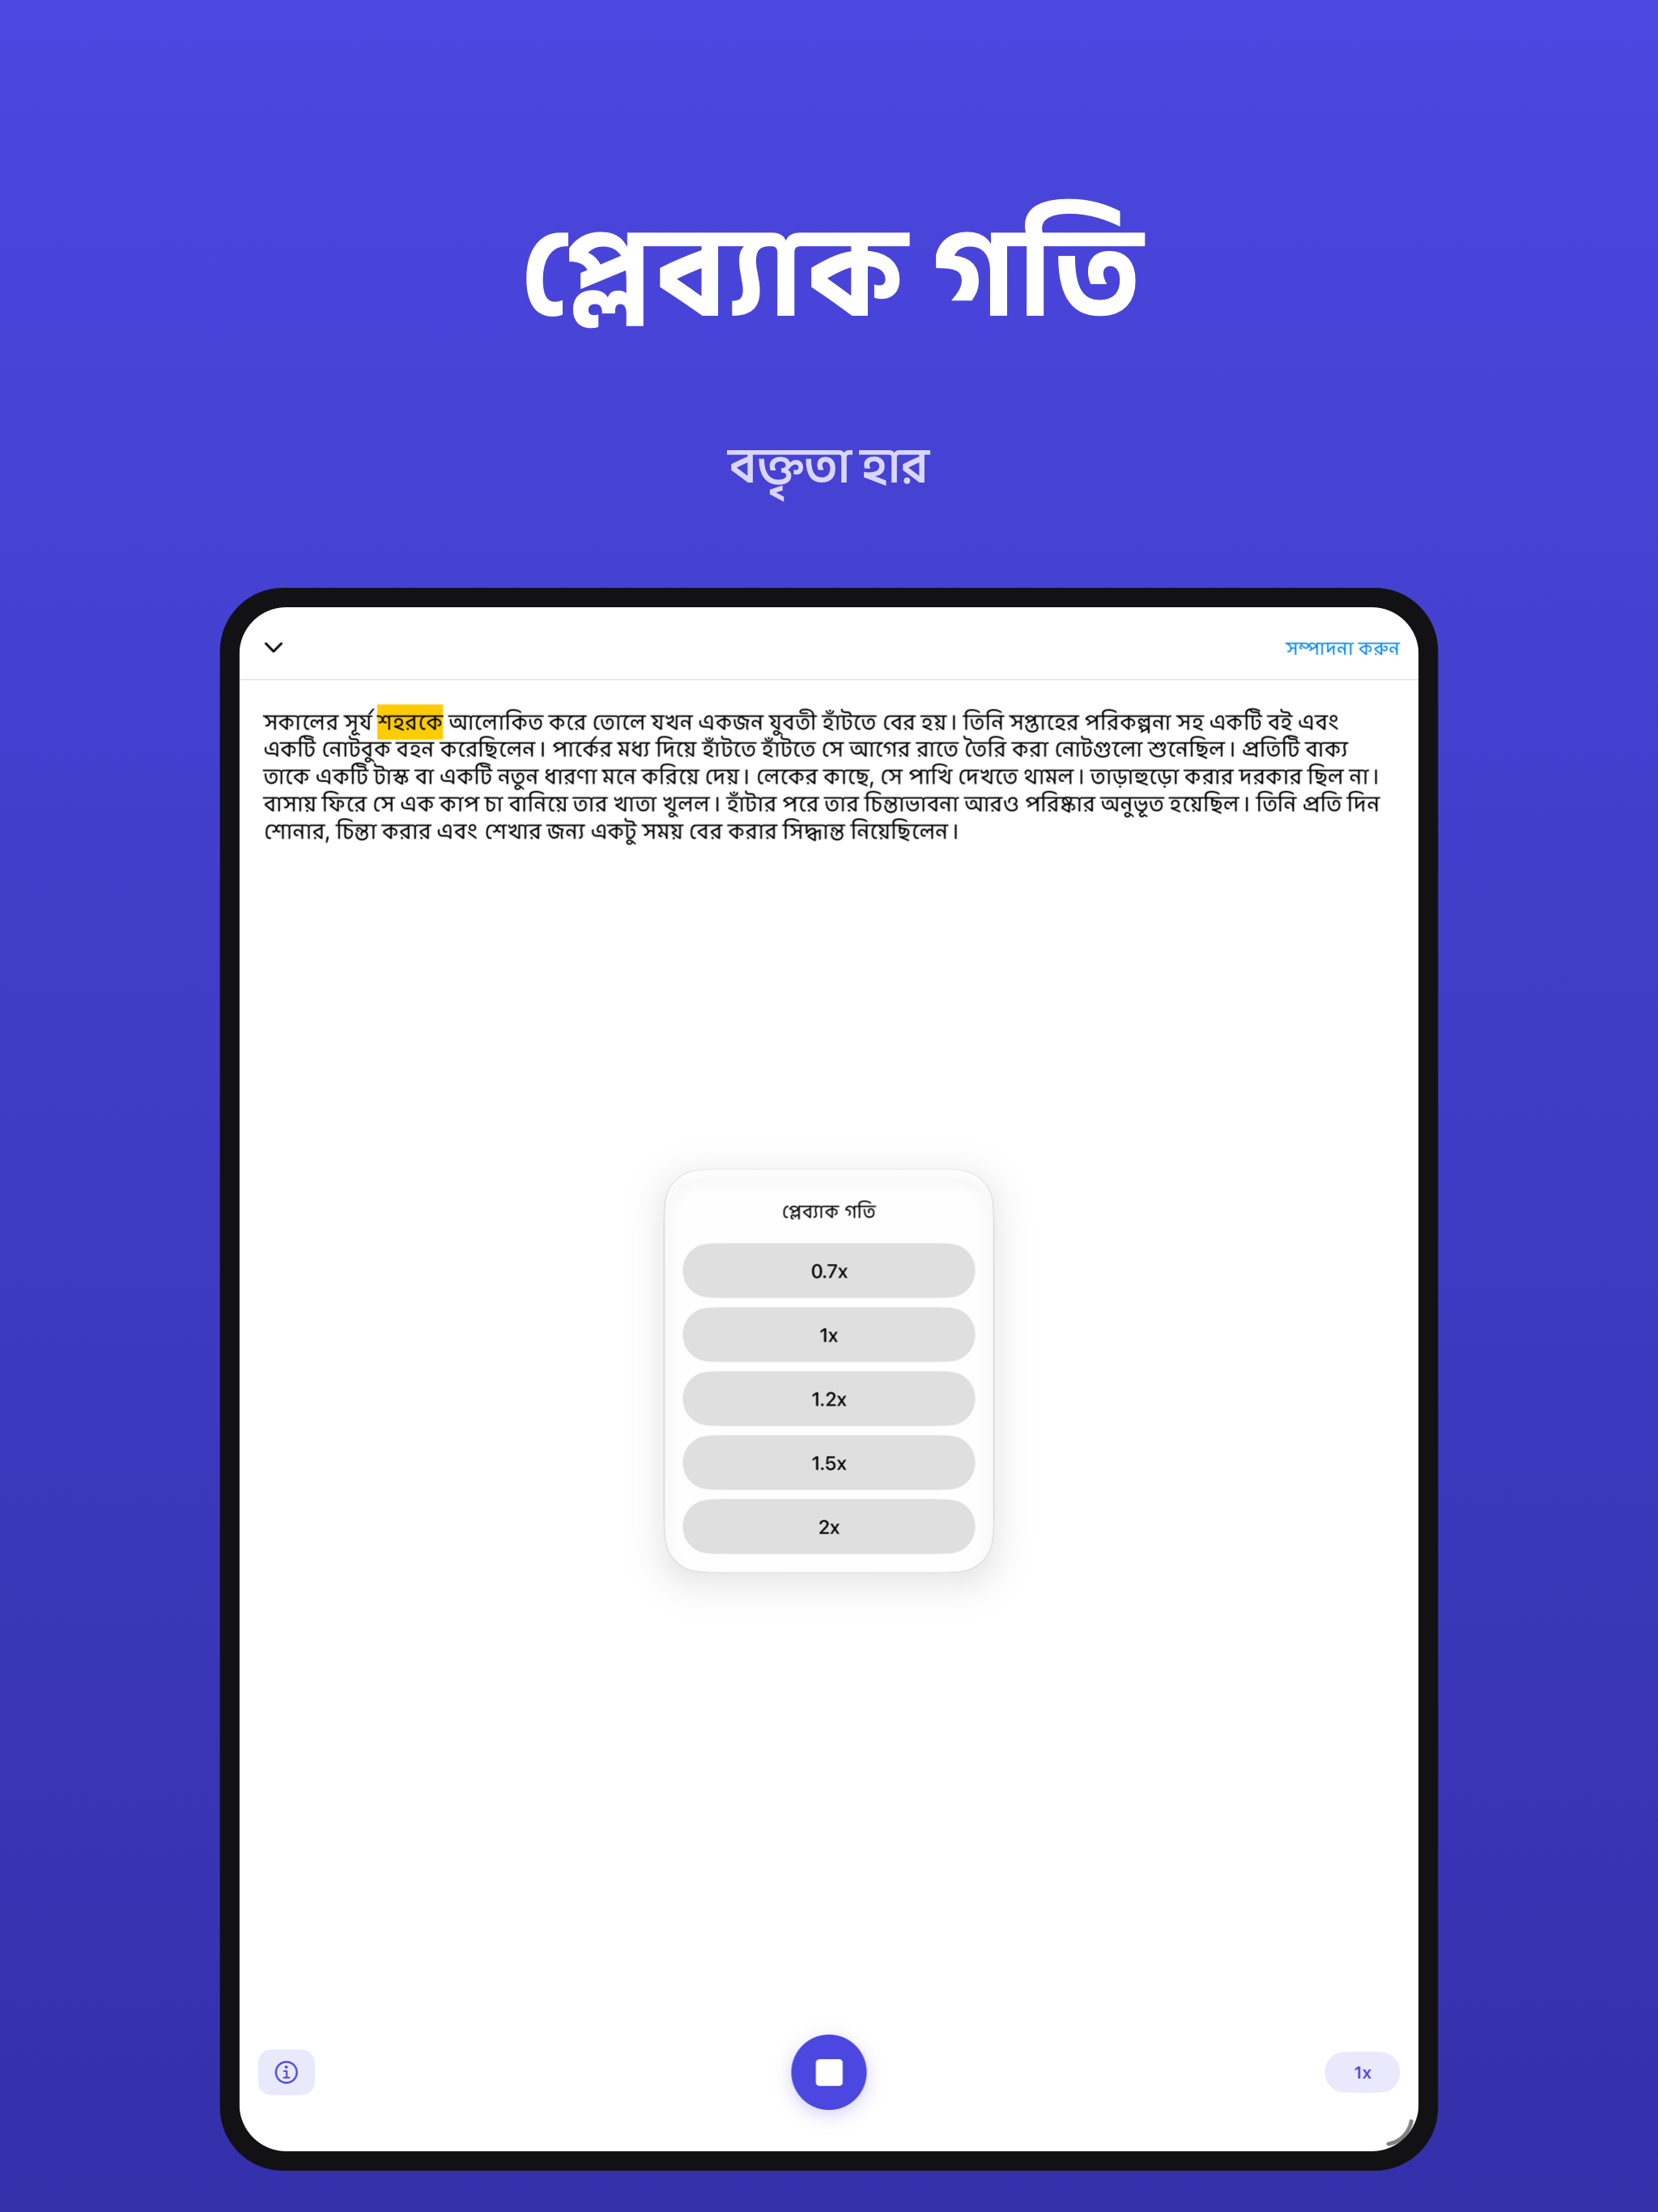 প্লেব্যাক গতি
বক্তৃতা হার
সম্পাদনা করুন
সকালের সূর্য শহরকে আলোকিত করে তোলে যখন একজন যুবতী হাঁটতে বের হয়। তিনি সপ্তাহের পরিকল্পনা সহ একটি বই এবং
একটি নোটবুক বহন করেছিলেন। পার্কের মধ্য দিয়ে হাঁটতে হাঁটতে সে আগের রাতে তৈরি করা নোটগুলো শুনেছিল। প্রতিটি বাক্য
তাকে একটি টাস্ক বা একটি নতুন ধারণা মনে করিয়ে দেয়। লেকের কাছে, সে পাখি দেখতে থামল। তাড়াহুড়ো করার দরকার ছিল না।
বাসায় ফিরে সে এক কাপ চা বানিয়ে তার খাতা খুলল। হাঁটার পরে তার চিন্তাভাবনা আরও পরিষ্কার অনুভূত হয়েছিল। তিনি প্রতি দিন
শোনার, চিন্তা করার এবং শেখার জন্য একটু সময় বের করার সিদ্ধান্ত নিয়েছিলেন।
প্লেব্যাক গতি
0.7x
1x
1.2x
1.5x
2x
1x